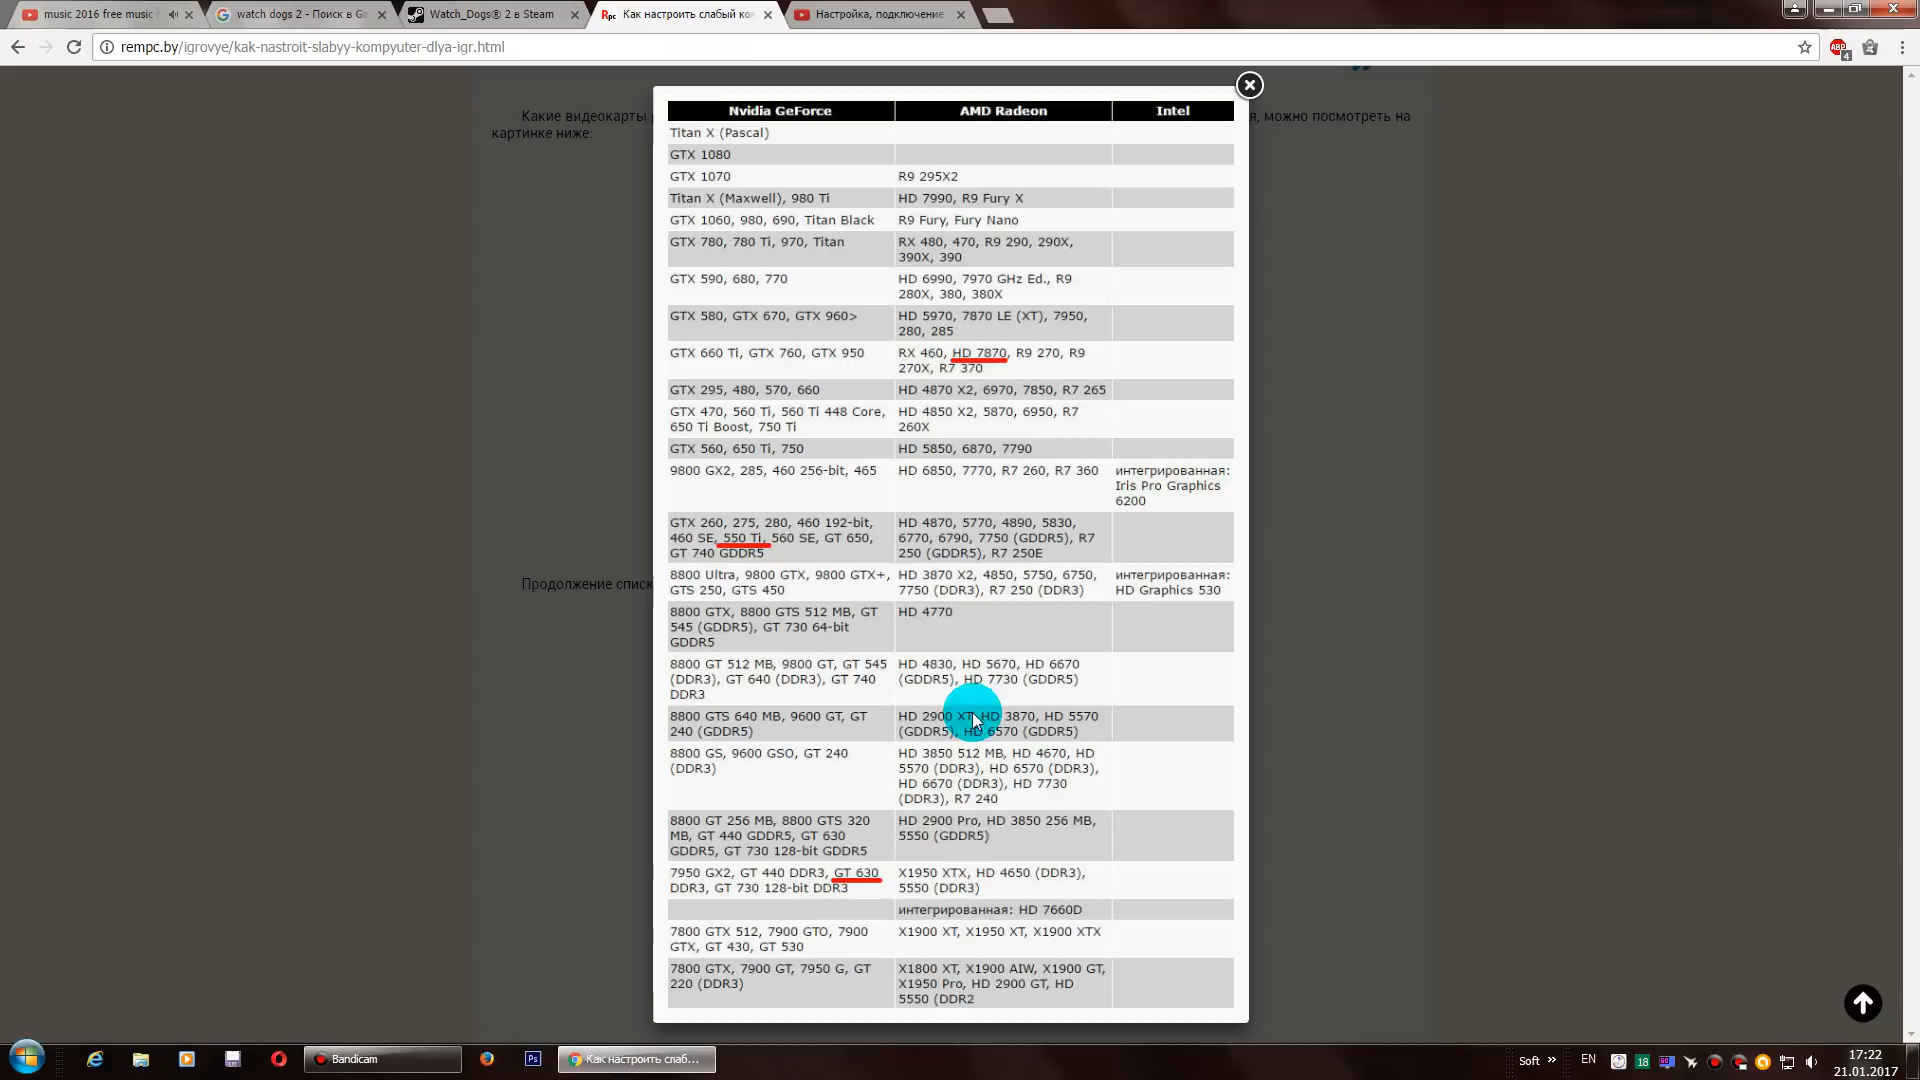 music 2016 free music
watch dogs 2 - Поиск в Go
Watch_Dogs® 2 в Steam
Как настроить слабый ко
Настройка, подключение
rempc.by/igrovye/kak-nastroit-slabyy-kompyuter-dlya-igr.html
Какие видеокарты
я, можно посмотреть на
картинке ниже:
Nvidia GeForce AMD Radeon Intel
Titan X (Pascal)
GTX 1080
GTX 1070 R9 295X2
Titan X (Maxwell), 980 Ti HD 7990, R9 Fury X
GTX 1060, 980, 690, Titan Black R9 Fury, Fury Nano
GTX 780, 780 Ti, 970, Titan RX 480, 470, R9 290, 290X,
390X, 390
GTX 590, 680, 770 HD 6990, 7970 GHz Ed., R9
280X, 380, 380X
GTX 580, GTX 670, GTX 960> HD 5970, 7870 LE (XT), 7950,
280, 285
GTX 660 Ti, GTX 760, GTX 950 RX 460, HD 7870, R9 270, R9
270X, R7 370
GTX 295, 480, 570, 660 HD 4870 X2, 6970, 7850, R7 265
GTX 470, 560 Ti, 560 Ti 448 Core, HD 4850 X2, 5870, 6950, R7
650 Ti Boost, 750 Ti 260X
GTX 560, 650 Ti, 750 HD 5850, 6870, 7790
9800 GX2, 285, 460 256-bit, 465 HD 6850, 7770, R7 260, R7 360 интегрированная:
Iris Pro Graphics
6200
GTX 260, 275, 280, 460 192-bit, HD 4870, 5770, 4890, 5830,
460 SE, 550 Ti, 560 SE, GT 650, 6770, 6790, 7750 (GDDR5), R7
GT 740 GDDR5 250 (GDDR5), R7 250E
8800 Ultra, 9800 GTX, 9800 GTX+, HD 3870 X2, 4850, 5750, 6750, интегрированная:
GTS 250, GTS 450 7750 (DDR3), R7 250 (DDR3) HD Graphics 530
Продолжение списк
8800 GTX, 8800 GTS 512 MB, GT HD 4770
545 (GDDR5), GT 730 64-bit
GDDR5
8800 GT 512 MB, 9800 GT, GT 545 HD 4830, HD 5670, HD 6670
(DDR3), GT 640 (DDR3), GT 740 (GDDR5), HD 7730 (GDDR5)
DDR3
8800 GTS 640 MB, 9600 GT, GT HD 2900 XT, HD 3870, HD 5570
240 (GDDR5) (GDDR5), HD 6570 (GDDR5)
8800 GS, 9600 GSO, GT 240 HD 3850 512 MB, HD 4670, HD
(DDR3) 5570 (DDR3), HD 6570 (DDR3),
HD 6670 (DDR3), HD 7730
(DDR3), R7 240
8800 GT 256 MB, 8800 GTS 320 HD 2900 Pro, HD 3850 256 MB,
MB, GT 440 GDDR5, GT 630 5550 (GDDR5)
GDDR5, GT 730 128-bit GDDR5
7950 GX2, GT 440 DDR3, GT 630 X1950 XTX, HD 4650 (DDR3),
DDR3, GT 730 128-bit DDR3 5550 (DDR3)
интегрированная: HD 7660D
7800 GTX 512, 7900 GTO, 7900 X1900 XT, X1950 XT, X1900 XTX
GTX, GT 430, GT 530
7800 GTX, 7900 GT, 7950 G, GT X1800 XT, X1900 AIW, X1900 GT,
220 (DDR3) X1950 Pro, HD 2900 GT, HD
5550 (DDR2
Bandicam
Ps
Как настроить слаб...
Soft
EN
18
17:22
21.01.2017